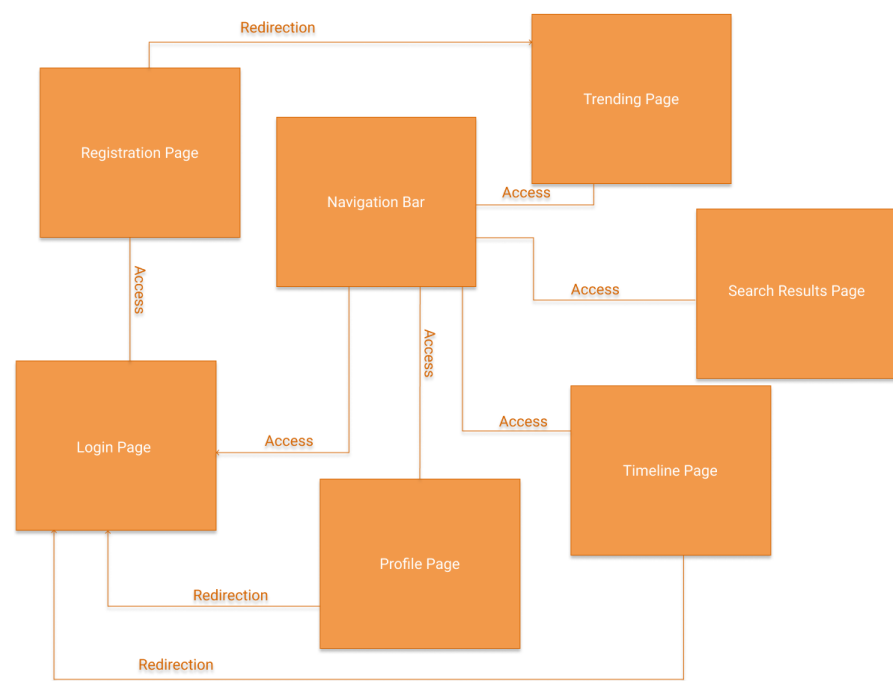 Redirection
Trending Page
Registration Page
Navigation Bar
Access
Access
Search Results Page
Access
Access
Access
Access
Login Page
Timeline Page
Profile Page
Redirection
Redirection